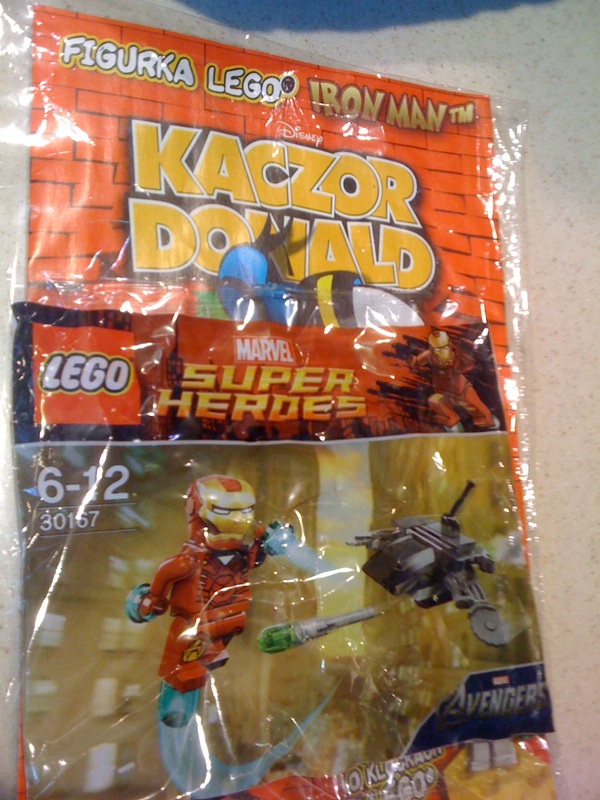 FIGURKA LEGO® IRON MAN™
DISNEY
KACZOR
DONALD
LEGO
MARVEL
SUPER
HEROES
6-12
30167
MARVEL
AVENGERS